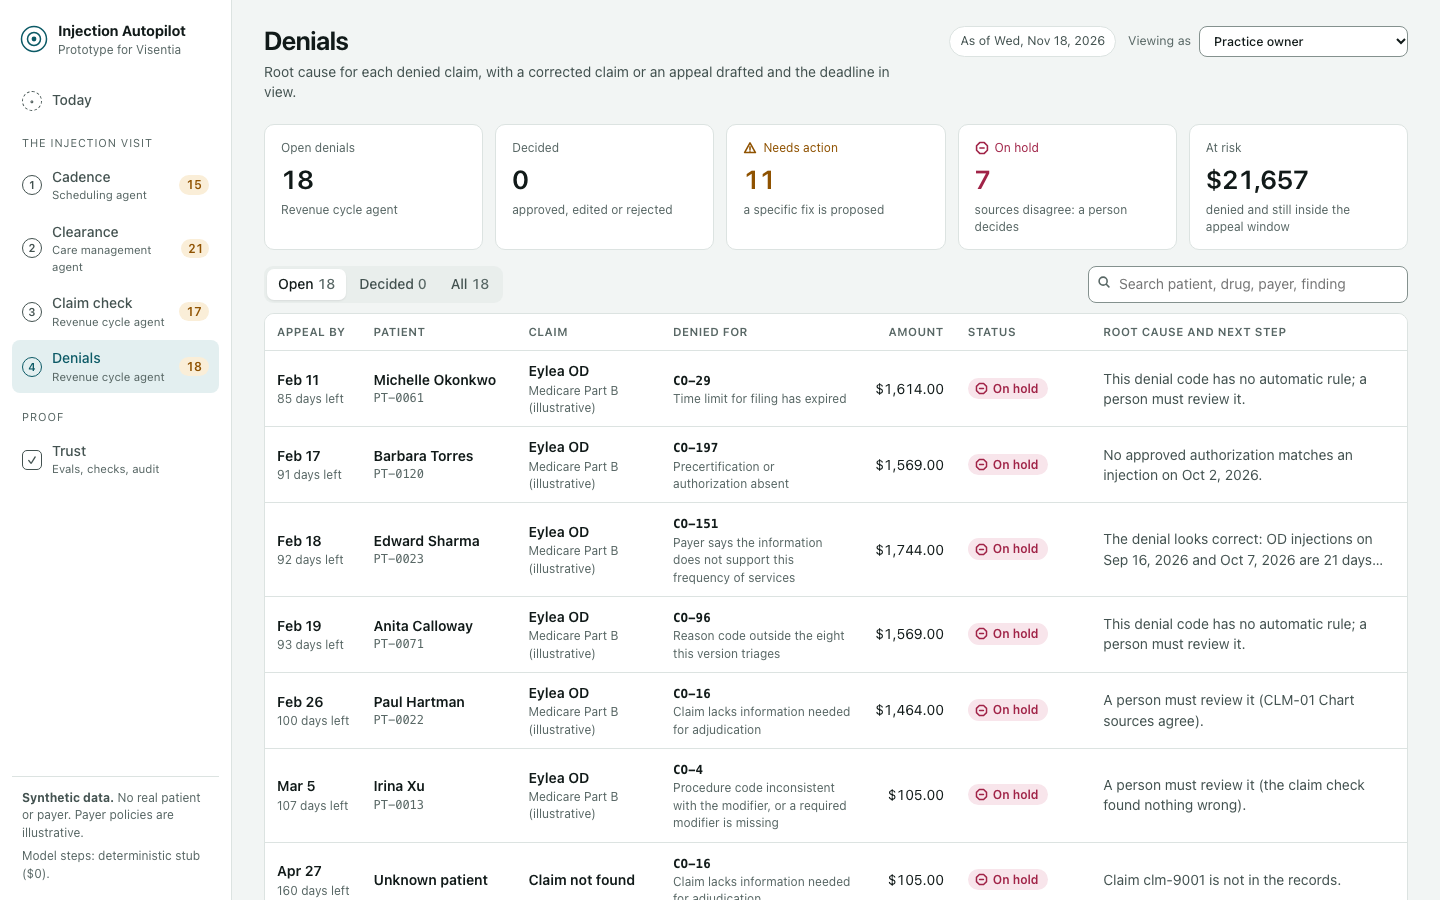 Injection Autopilot
Prototype for Visentia
Today
THE INJECTION VISIT
1
Cadence
Scheduling agent
15
2
Clearance
Care management
agent
21
3
Claim check
Revenue cycle agent
17
4
Denials
Revenue cycle agent
18
PROOF
Trust
Evals, checks, audit
Synthetic data. No real patient
or payer. Payer policies are
illustrative.
Model steps: deterministic stub
($0).
Denials
As of Wed, Nov 18, 2026
Viewing as
Practice owner
Root cause for each denied claim, with a corrected claim or an appeal drafted and the deadline in
view.
Open denials
18
Revenue cycle agent
Decided
0
approved, edited or rejected
Needs action
11
a specific fix is proposed
On hold
7
sources disagree: a person
decides
At risk
$21,657
denied and still inside the
appeal window
Open 18
Decided 0
All 18
Search patient, drug, payer, finding
APPEAL BY PATIENT CLAIM DENIED FOR AMOUNT STATUS ROOT CAUSE AND NEXT STEP
Feb 11
85 days left
Michelle Okonkwo
PT-0061
Eylea OD
Medicare Part B
(illustrative)
CO-29
Time limit for filing has expired
$1,614.00
On hold
This denial code has no automatic rule; a
person must review it.
Feb 17
91 days left
Barbara Torres
PT-0120
Eylea OD
Medicare Part B
(illustrative)
CO-197
Precertification or
authorization absent
$1,569.00
On hold
No approved authorization matches an
injection on Oct 2, 2026.
Feb 18
92 days left
Edward Sharma
PT-0023
Eylea OD
Medicare Part B
(illustrative)
CO-151
Payer says the information
does not support this
frequency of services
$1,744.00
On hold
The denial looks correct: OD injections on
Sep 16, 2026 and Oct 7, 2026 are 21 days...
Feb 19
93 days left
Anita Calloway
PT-0071
Eylea OD
Medicare Part B
(illustrative)
CO-96
Reason code outside the eight
this version triages
$1,569.00
On hold
This denial code has no automatic rule; a
person must review it.
Feb 26
100 days left
Paul Hartman
PT-0022
Eylea OD
Medicare Part B
(illustrative)
CO-16
Claim lacks information needed
for adjudication
$1,464.00
On hold
A person must review it (CLM-01 Chart
sources agree).
Mar 5
107 days left
Irina Xu
PT-0013
Eylea OD
Medicare Part B
(illustrative)
CO-4
Procedure code inconsistent
with the modifier, or a required
modifier is missing
$105.00
On hold
A person must review it (the claim check
found nothing wrong).
Apr 27
160 days left
Unknown patient
Claim not found
CO-16
Claim lacks information needed
for adjudication
$105.00
On hold
Claim clm-9001 is not in the records.